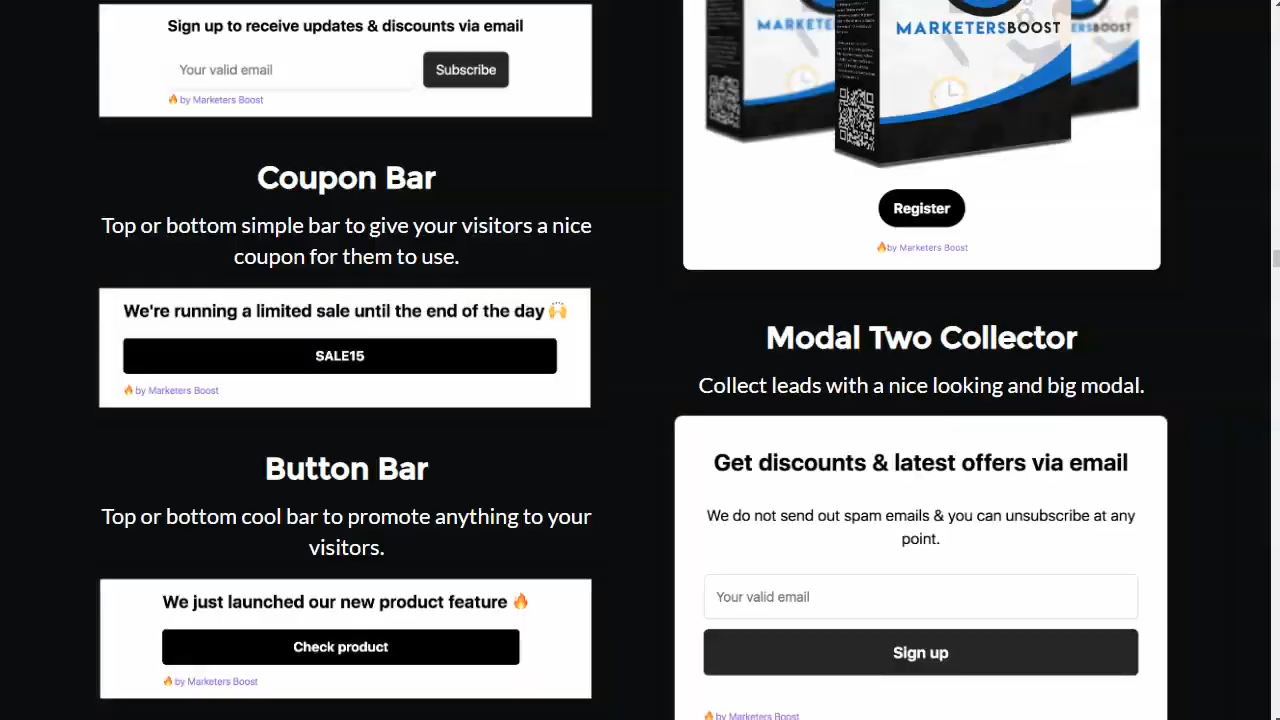 Sign up to receive updates & discounts via email
Your valid email
Subscribe
🔥 by Marketers Boost
Coupon Bar
Top or bottom simple bar to give your visitors a nice
coupon for them to use.
We're running a limited sale until the end of the day 🙌
SALE15
🔥 by Marketers Boost
Button Bar
Top or bottom cool bar to promote anything to your
visitors.
We just launched our new product feature 🔥
Check product
🔥 by Marketers Boost
MARKETERSBOOST
Register
🔥by Marketers Boost
Modal Two Collector
Collect leads with a nice looking and big modal.
Get discounts & latest offers via email
We do not send out spam emails & you can unsubscribe at any
point.
Your valid email
Sign up
🔥 by Marketers Boost